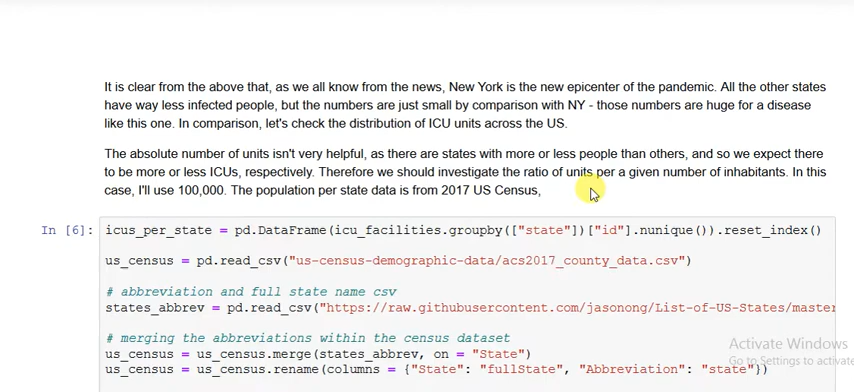 It is clear from the above that, as we all know from the news, New York is the new epicenter of the pandemic. All the other states
have way less infected people, but the numbers are just small by comparison with NY - those numbers are huge for a disease
like this one. In comparison, let's check the distribution of ICU units across the US.
The absolute number of units isn't very helpful, as there are states with more or less people than others, and so we expect there
to be more or less ICUs, respectively. Therefore we should investigate the ratio of units per a given number of inhabitants. In this
case, I'll use 100,000. The population per state data is from 2017 US Census,
In [6]: icus_per_state = pd.DataFrame(icu_facilities.groupby(["state"])["id"].nunique()).reset_index()
us_census = pd.read_csv("us-census-demographic-data/acs2017_county_data.csv")
# abbreviation and full state name csv
states_abbrev = pd.read_csv("https://raw.githubusercontent.com/jasonong/List-of-US-States/master
# merging the abbreviations within the census dataset
us_census = us_census.merge(states_abbrev, on = "State")
us_census = us_census.rename(columns = {"State": "fullState", "Abbreviation": "state"})
Activate Windows
Go to Settings to activate